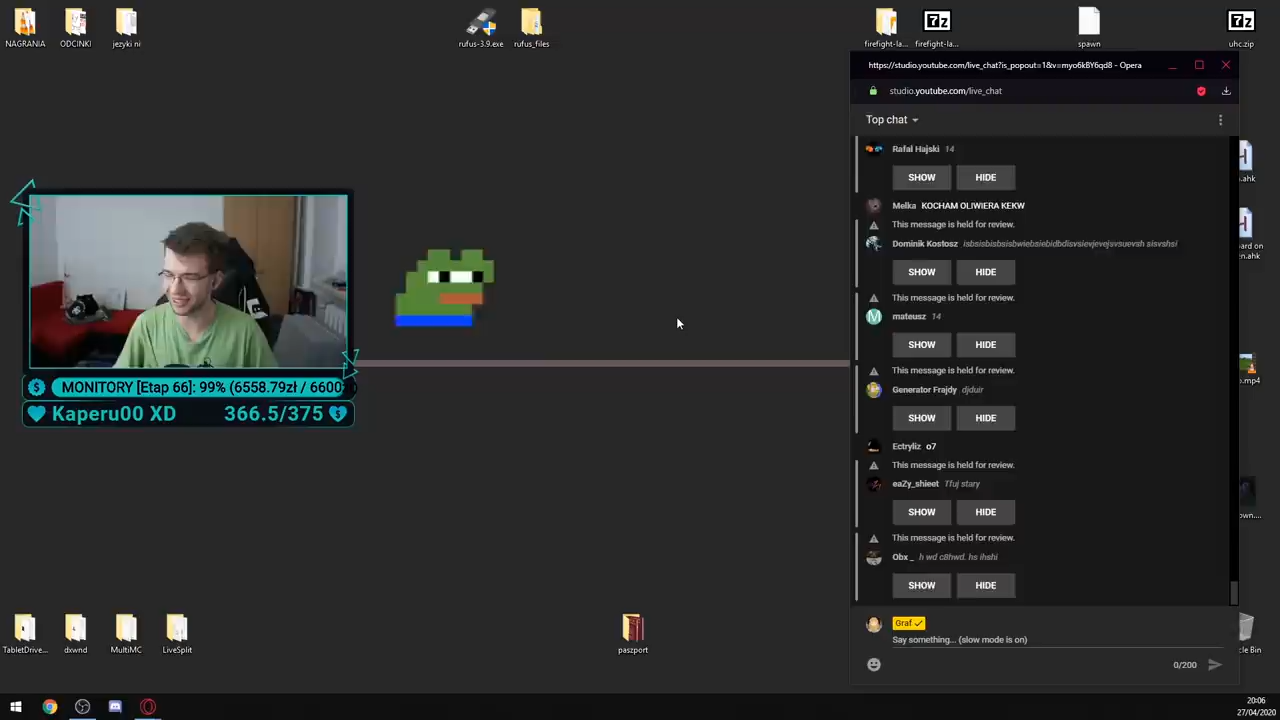 NAGRANIA
ODCINKI
jezyki ni
rufus-3.9.exe
rufus_files
firefight-la...
firefight-la...
spawn
uhc.zip
https://studio.youtube.com/live_chat?is_popout=1&v=myo6kBY6qd8 - Opera
studio.youtube.com/live_chat
Top chat
Rafał Hajski 14
SHOW HIDE
Melka KOCHAM OLIWIERA KEKW
This message is held for review.
Dominik Kostosz isbsisbisbsisbwiebsiebidbdisvsievjevejsvsuevsh sisvshsi
SHOW HIDE
This message is held for review.
mateusz 14
SHOW HIDE
This message is held for review.
Generator Frajdy djduir
SHOW HIDE
Ectryliz o7
This message is held for review.
eaZy_shieet Tfuj stary
SHOW HIDE
This message is held for review.
Obx _ h wd c8hwd. hs ihshi
SHOW HIDE
Graf
Say something... (slow mode is on)
0/200
MONITORY [Etap 66]: 99% (6558.79zł / 6600
Kaperu00 XD 366.5/375
TabletDrive...
dxwnd
MultiMC
LiveSplit
paszport
20:06
27/04/2020